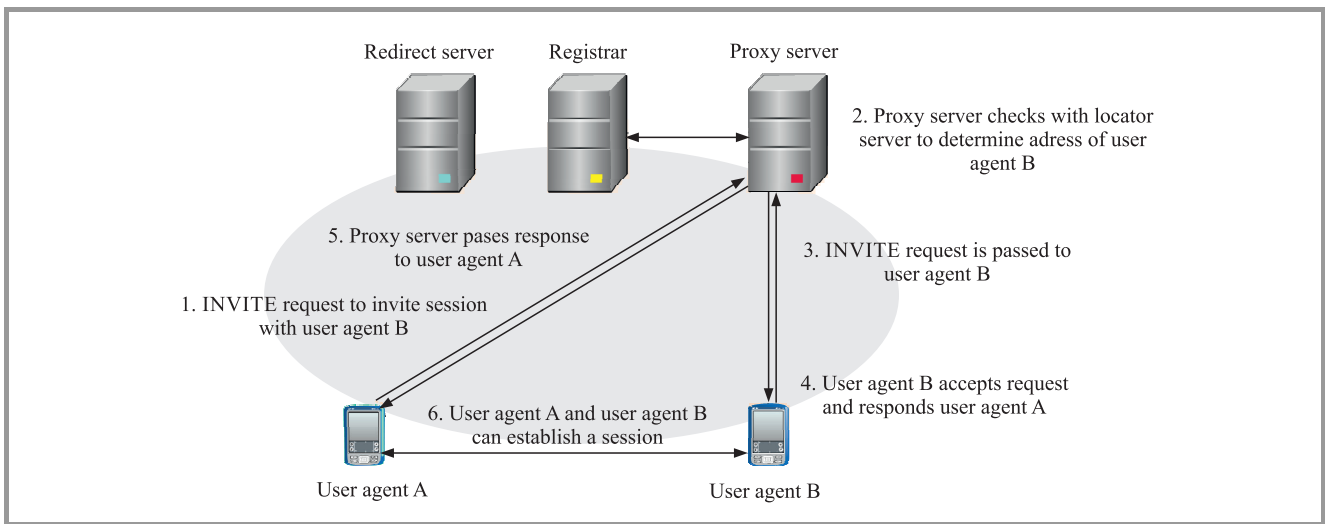 Redirect server
Registrar
Proxy server
2. Proxy server checks with locator
server to determine adress of user
agent B
5. Proxy server pases response
to user agent A
3. INVITE request is passed to
user agent B
1. INVITE request to invite session
with user agent B
4. User agent B accepts request
and responds user agent A
6. User agent A and user agent B
can establish a session
User agent A
User agent B